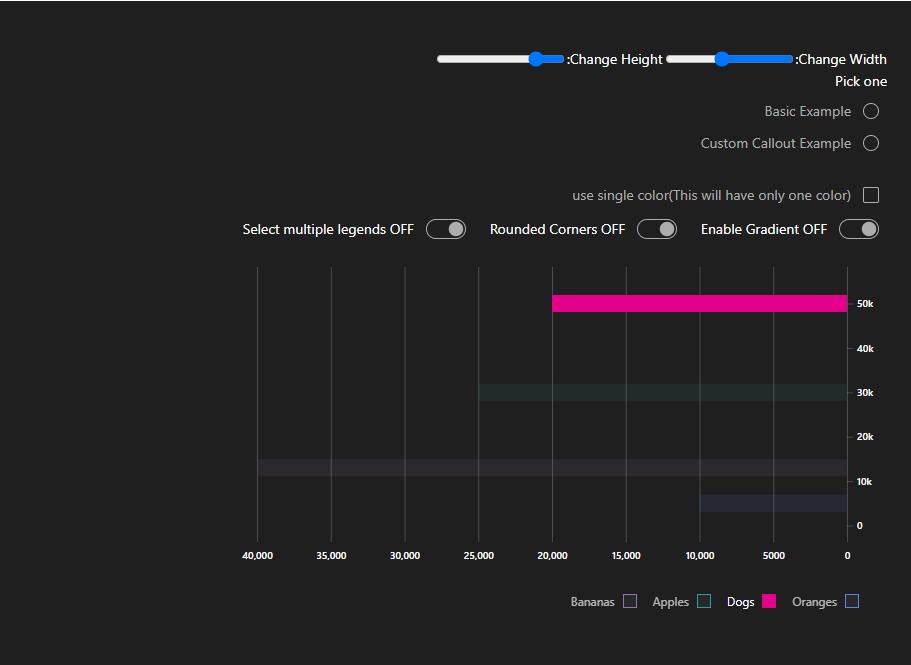 :Change Height :Change Width
Pick one
Basic Example
Custom Callout Example
use single color(This will have only one color)
Select multiple legends OFF Rounded Corners OFF Enable Gradient OFF
50k
40k
30k
20k
10k
0
40,000 35,000 30,000 25,000 20,000 15,000 10,000 5000 0
Bananas Apples Dogs Oranges